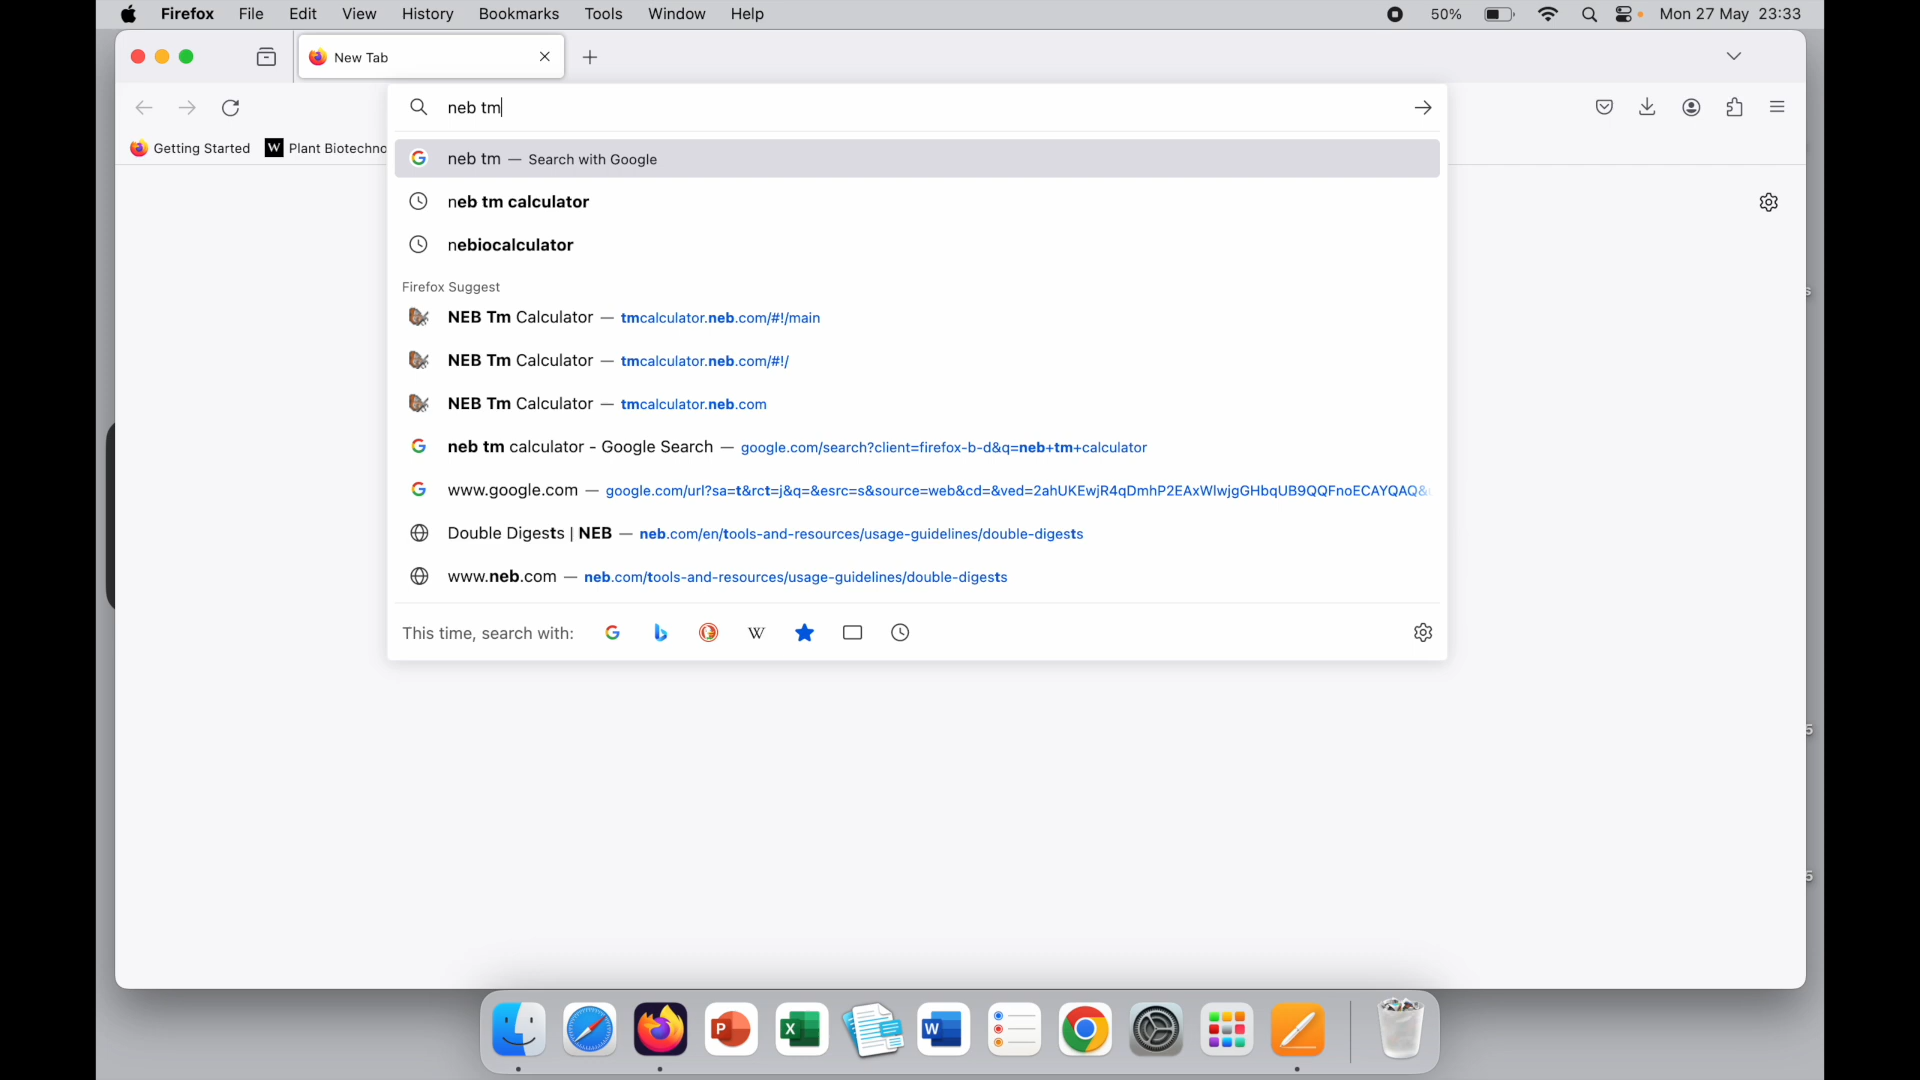 Firefox File Edit View History Bookmarks Tools Window Help 50% Mon 27 May 23:33
New Tab
neb tm
Getting Started W Plant Biotechno
neb tm — Search with Google
neb tm calculator
nebiocalculator
Firefox Suggest
NEB Tm Calculator — tmcalculator.neb.com/#!/main
NEB Tm Calculator — tmcalculator.neb.com/#!/
NEB Tm Calculator — tmcalculator.neb.com
neb tm calculator - Google Search — google.com/search?client=firefox-b-d&q=neb+tm+calculator
www.google.com — google.com/url?sa=t&rct=j&q=&esrc=s&source=web&cd=&ved=2ahUKEwjR4qDmhP2EAxWIwjgGHbqUB9QQFnoECAYQAQ&
Double Digests | NEB — neb.com/en/tools-and-resources/usage-guidelines/double-digests
www.neb.com — neb.com/tools-and-resources/usage-guidelines/double-digests
This time, search with: